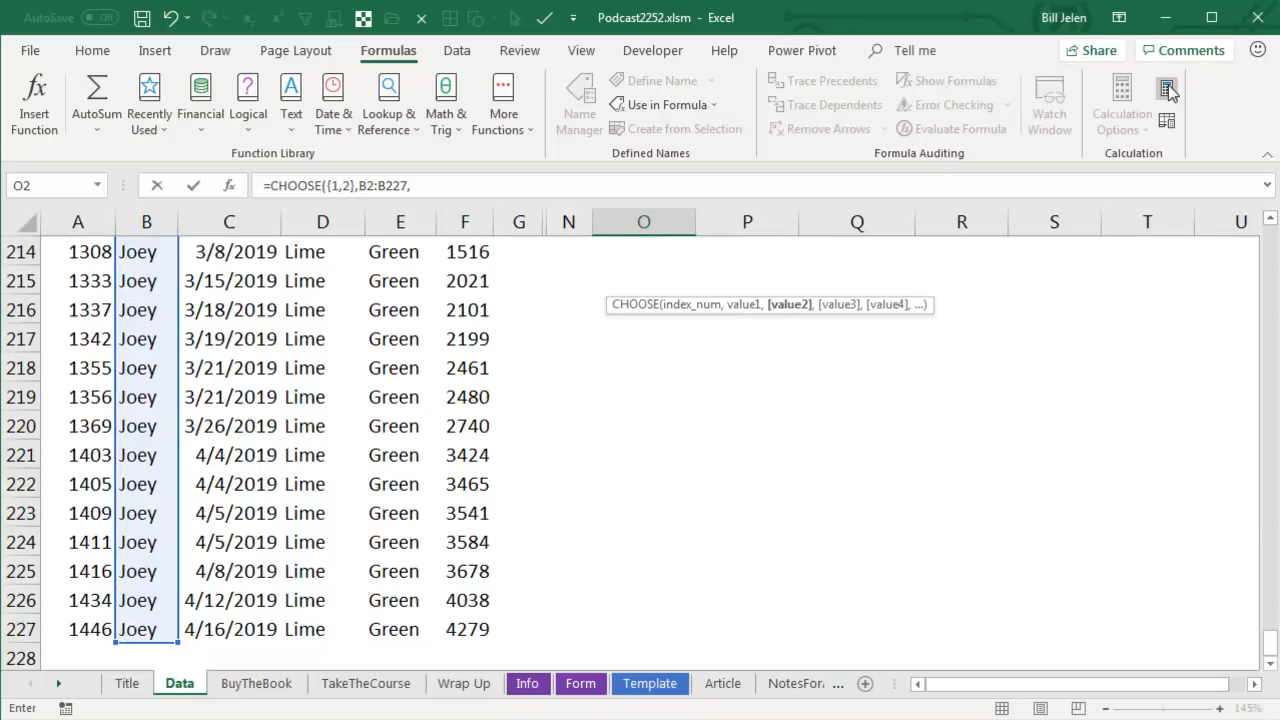 AutoSave Off
Podcast2252.xlsm - Excel
Bill Jelen
File Home Insert Draw Page Layout Formulas Data Review View Developer Help Power Pivot Tell me
Share Comments
Insert Function
AutoSum
Recently Used
Financial
Logical
Text
Date & Time
Lookup & Reference
Math & Trig
More Functions
Function Library
Name Manager
Define Name
Use in Formula
Create from Selection
Defined Names
Trace Precedents
Trace Dependents
Remove Arrows
Show Formulas
Error Checking
Evaluate Formula
Formula Auditing
Watch Window
Calculation Options
Calculation
O2 fx =CHOOSE({1,2},B2:B227,
A B C D E F G N O P Q R S T U
214 1308 Joey 3/8/2019 Lime Green 1516
215 1333 Joey 3/15/2019 Lime Green 2021
CHOOSE(index_num, value1, [value2], [value3], [value4], ...)
216 1337 Joey 3/18/2019 Lime Green 2101
217 1342 Joey 3/19/2019 Lime Green 2199
218 1355 Joey 3/21/2019 Lime Green 2461
219 1356 Joey 3/21/2019 Lime Green 2480
220 1369 Joey 3/26/2019 Lime Green 2740
221 1403 Joey 4/4/2019 Lime Green 3424
222 1405 Joey 4/4/2019 Lime Green 3465
223 1409 Joey 4/5/2019 Lime Green 3541
224 1411 Joey 4/5/2019 Lime Green 3584
225 1416 Joey 4/8/2019 Lime Green 3678
226 1434 Joey 4/12/2019 Lime Green 4038
227 1446 Joey 4/16/2019 Lime Green 4279
228
Title Data BuyTheBook TakeTheCourse Wrap Up Info Form Template Article NotesFor ...
Enter
145%